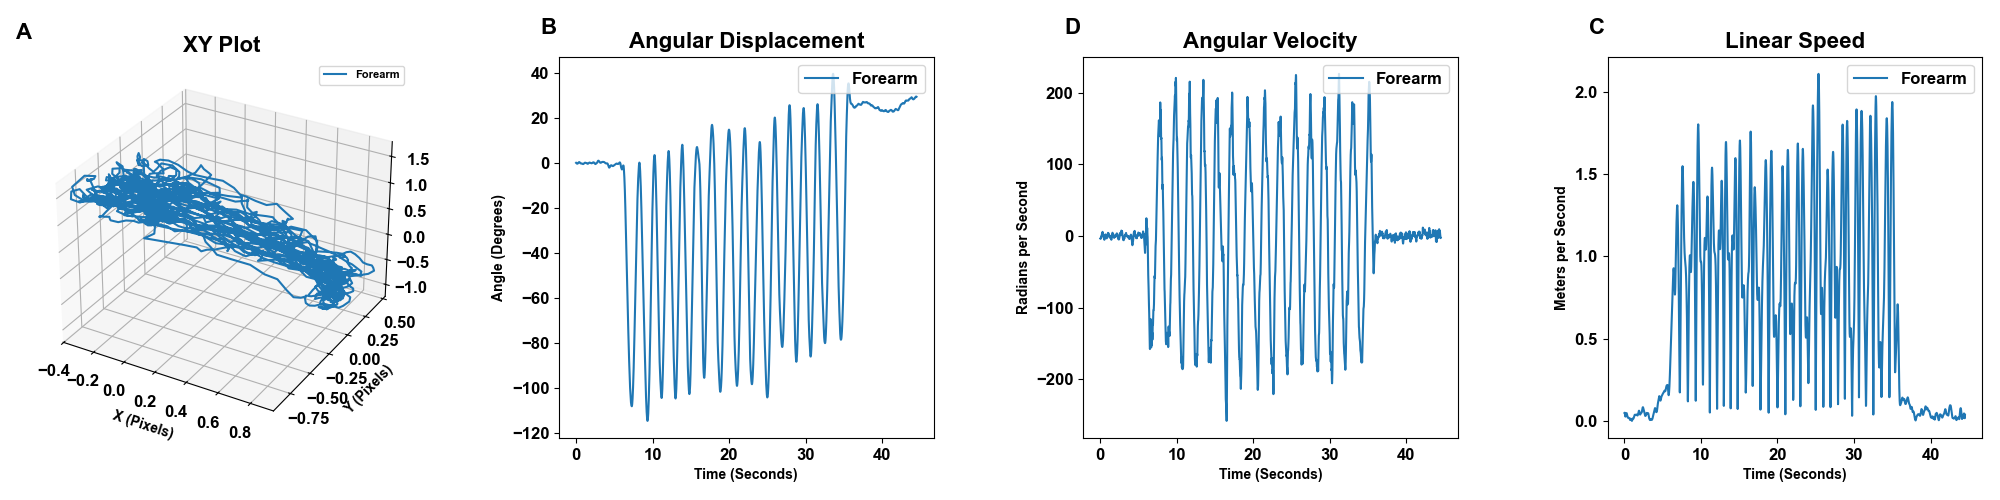 A
XY Plot
Forearm
1.5
1.0
0.5
0.0
−0.5
−1.0
0.50
0.25
0.00
−0.25
−0.50
−0.75
Y (Pixels)
−0.4
−0.2
0.0
0.2
0.4
0.6
0.8
X (Pixels)
B
Angular Displacement
Forearm
40
20
0
−20
−40
−60
−80
−100
−120
Angle (Degrees)
0 10 20 30 40
Time (Seconds)
D
Angular Velocity
Forearm
200
100
0
−100
−200
Radians per Second
0 10 20 30 40
Time (Seconds)
C
Linear Speed
Forearm
2.0
1.5
1.0
0.5
0.0
Meters per Second
0 10 20 30 40
Time (Seconds)